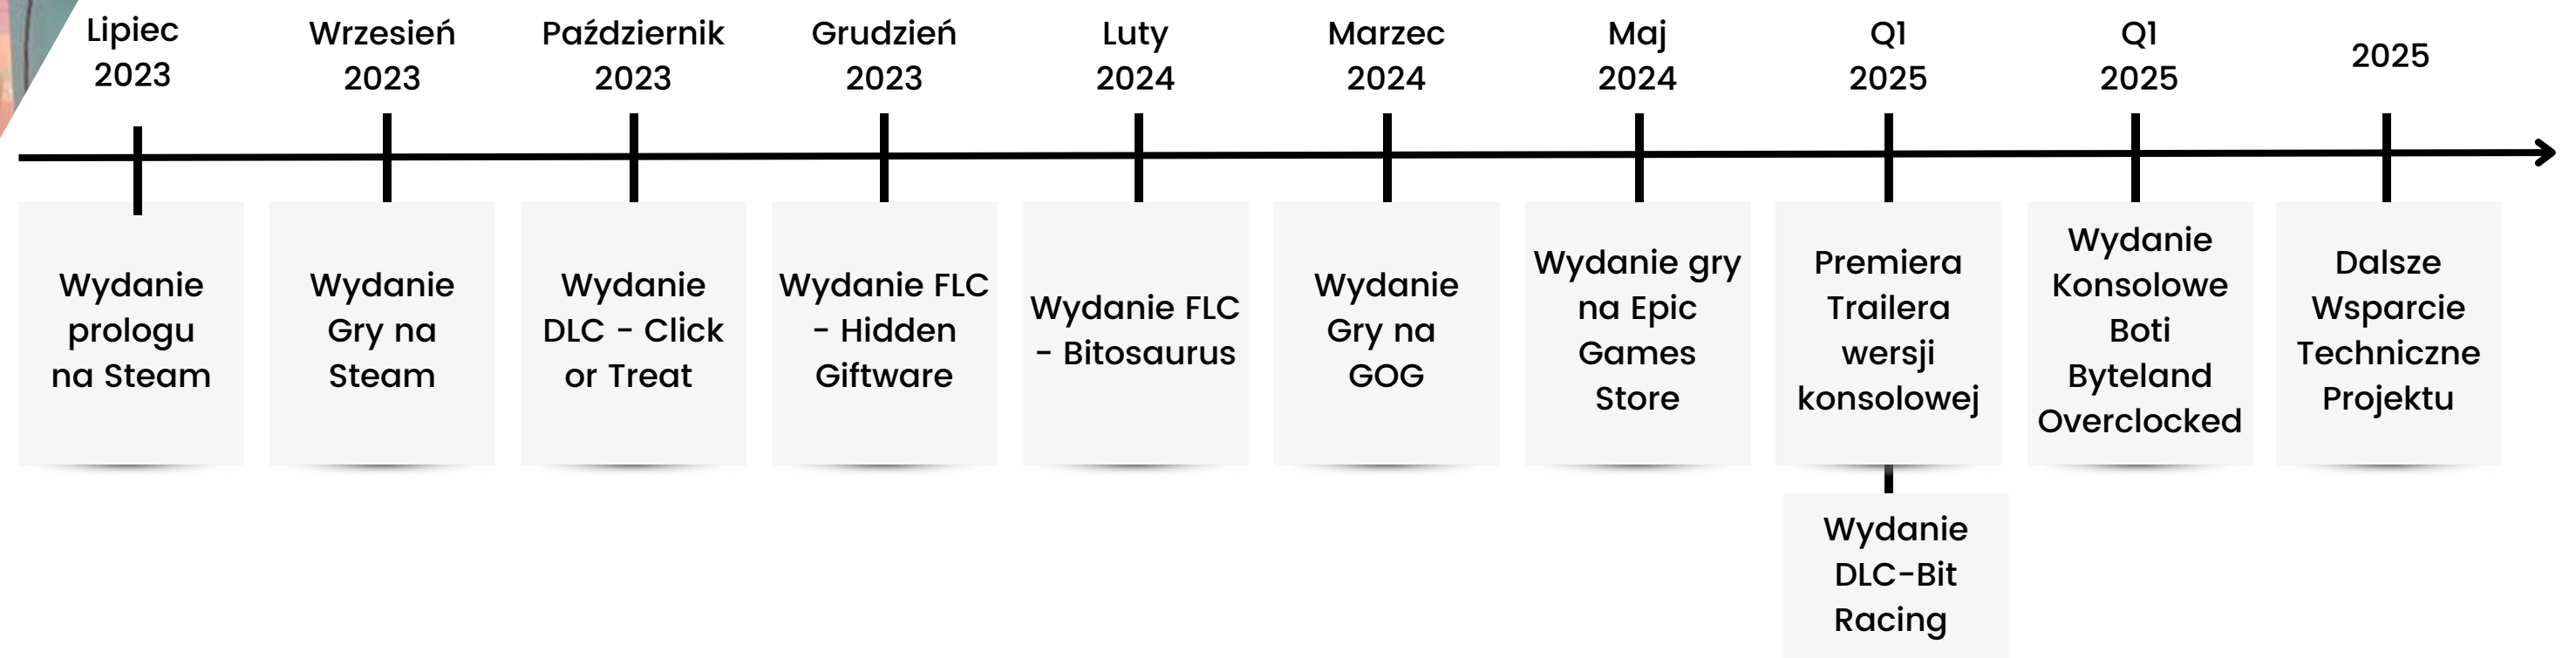 Lipiec
2023
Wrzesień
2023
Październik
2023
Grudzień
2023
Luty
2024
Marzec
2024
Maj
2024
Q1
2025
Q1
2025
2025
Wydanie
prologu
na Steam
Wydanie
Gry na
Steam
Wydanie
DLC - Click
or Treat
Wydanie FLC
- Hidden
Giftware
Wydanie FLC
- Bitosaurus
Wydanie
Gry na
GOG
Wydanie gry
na Epic
Games
Store
Premiera
Trailera
wersji
konsolowej
Wydanie
DLC-Bit
Racing
Wydanie
Konsolowe
Boti
Byteland
Overclocked
Dalsze
Wsparcie
Techniczne
Projektu